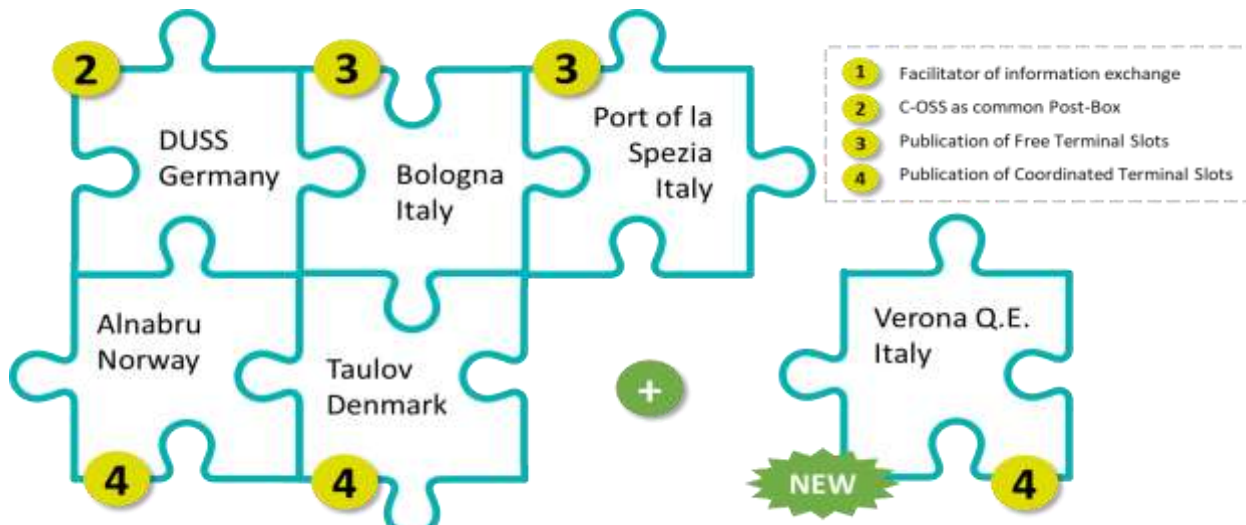 2
3
3
DUSS
Germany
Bologna
Italy
Port of la
Spezia
Italy
1 Facilitator of information exchange
2 C-OSS as common Post-Box
3 Publication of Free Terminal Slots
4 Publication of Coordinated Terminal Slots
Alnabru
Norway
Taulov
Denmark
+
Verona Q.E.
Italy
4
4
NEW
4